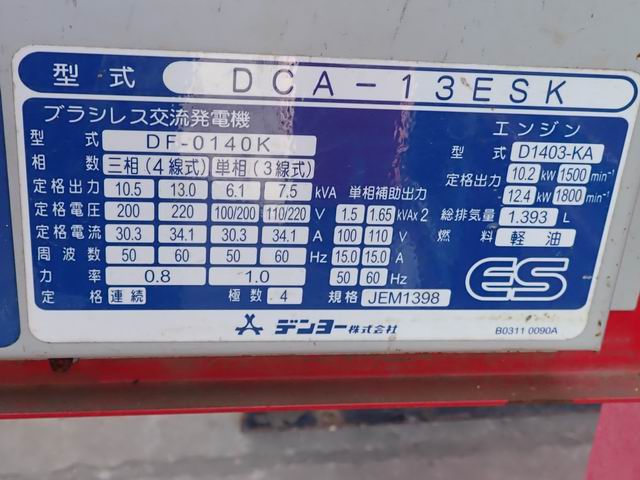 型式 DCA-13ESK
ブラシレス交流発電機
型式 DF-0140K
相数 三相(4線式) 単相(3線式)
定格出力 10.5 13.0 6.1 7.5 kVA 単相補助出力
定格電圧 200 220 100/200 110/220 V 1.5 1.65 kVA×2
定格電流 30.3 34.1 30.3 34.1 A 100 110 V
周波数 50 60 50 60 Hz 15.0 15.0 A
力率 0.8 1.0 50 60 Hz
定格 連続 極数 4 規格 JEM1398
エンジン
型式 D1403-KA
定格出力 10.2 kW 1500 min⁻¹
12.4 kW 1800 min⁻¹
総排気量 1.393 L
燃料 軽油
ES
デンヨー株式会社
B0311 0090A